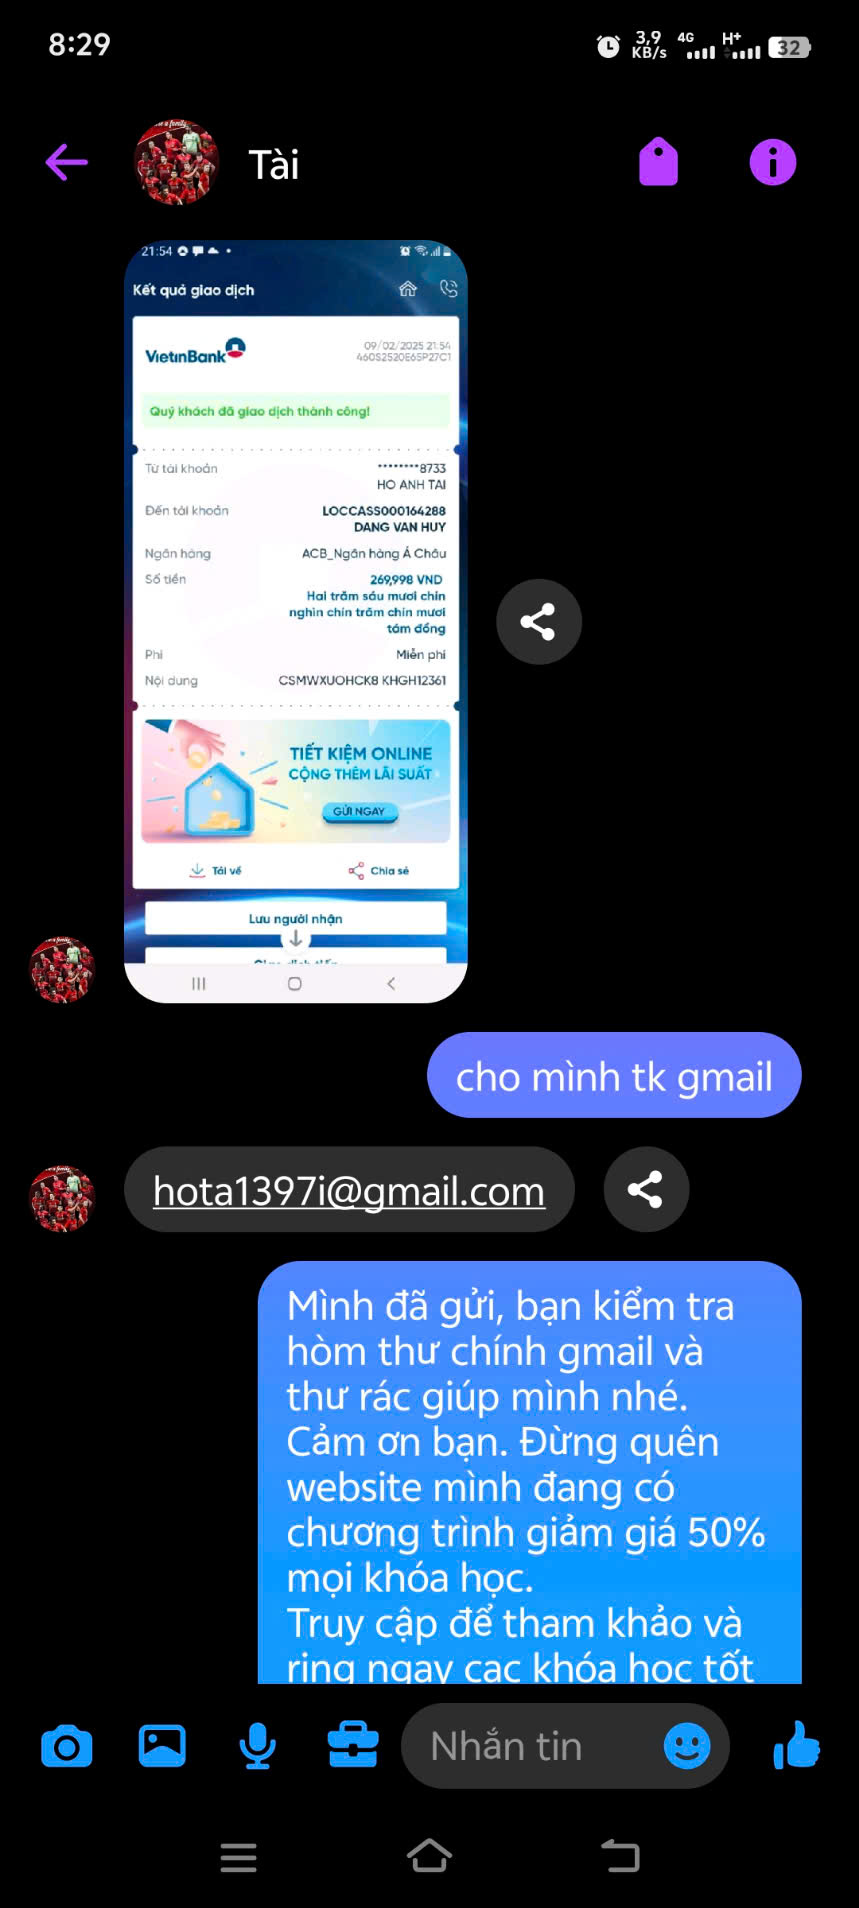 8:29
3,9 KB/s 4G H+ 32
Tài
21:54
Kết quả giao dịch
VietinBank
09/02/2025 21:54
460S2520E65P27C1
Quý khách đã giao dịch thành công!
Từ tài khoản ********8733
HO ANH TAI
Đến tài khoản LOCCASS000164288
DANG VAN HUY
Ngân hàng ACB_Ngân hàng Á Châu
Số tiền 269,998 VND
Hai trăm sáu mươi chín
nghìn chín trăm chín mươi
tám đồng
Phí Miễn phí
Nội dung CSMWXUOHCK8 KHGH12361
TIẾT KIỆM ONLINE
CỘNG THÊM LÃI SUẤT
GỬI NGAY
Tải về Chia sẻ
Lưu người nhận
cho mình tk gmail
hota1397i@gmail.com
Mình đã gửi, bạn kiểm tra
hòm thư chính gmail và
thư rác giúp mình nhé.
Cảm ơn bạn. Đừng quên
website mình đang có
chương trình giảm giá 50%
mọi khóa học.
Truy cập để tham khảo và
ring ngay cac khóa học tốt
Nhắn tin